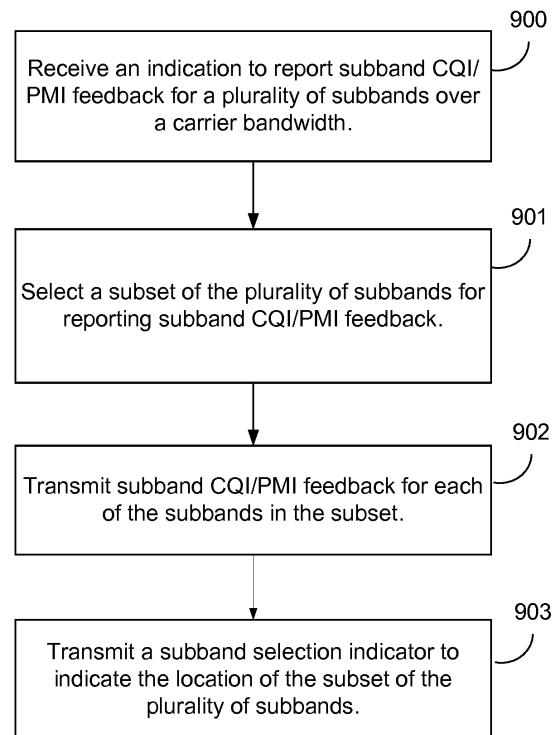 900
Receive an indication to report subband CQI/
PMI feedback for a plurality of subbands over
a carrier bandwidth.
901
Select a subset of the plurality of subbands for
reporting subband CQI/PMI feedback.
902
Transmit subband CQI/PMI feedback for each
of the subbands in the subset.
903
Transmit a subband selection indicator to
indicate the location of the subset of the
plurality of subbands.